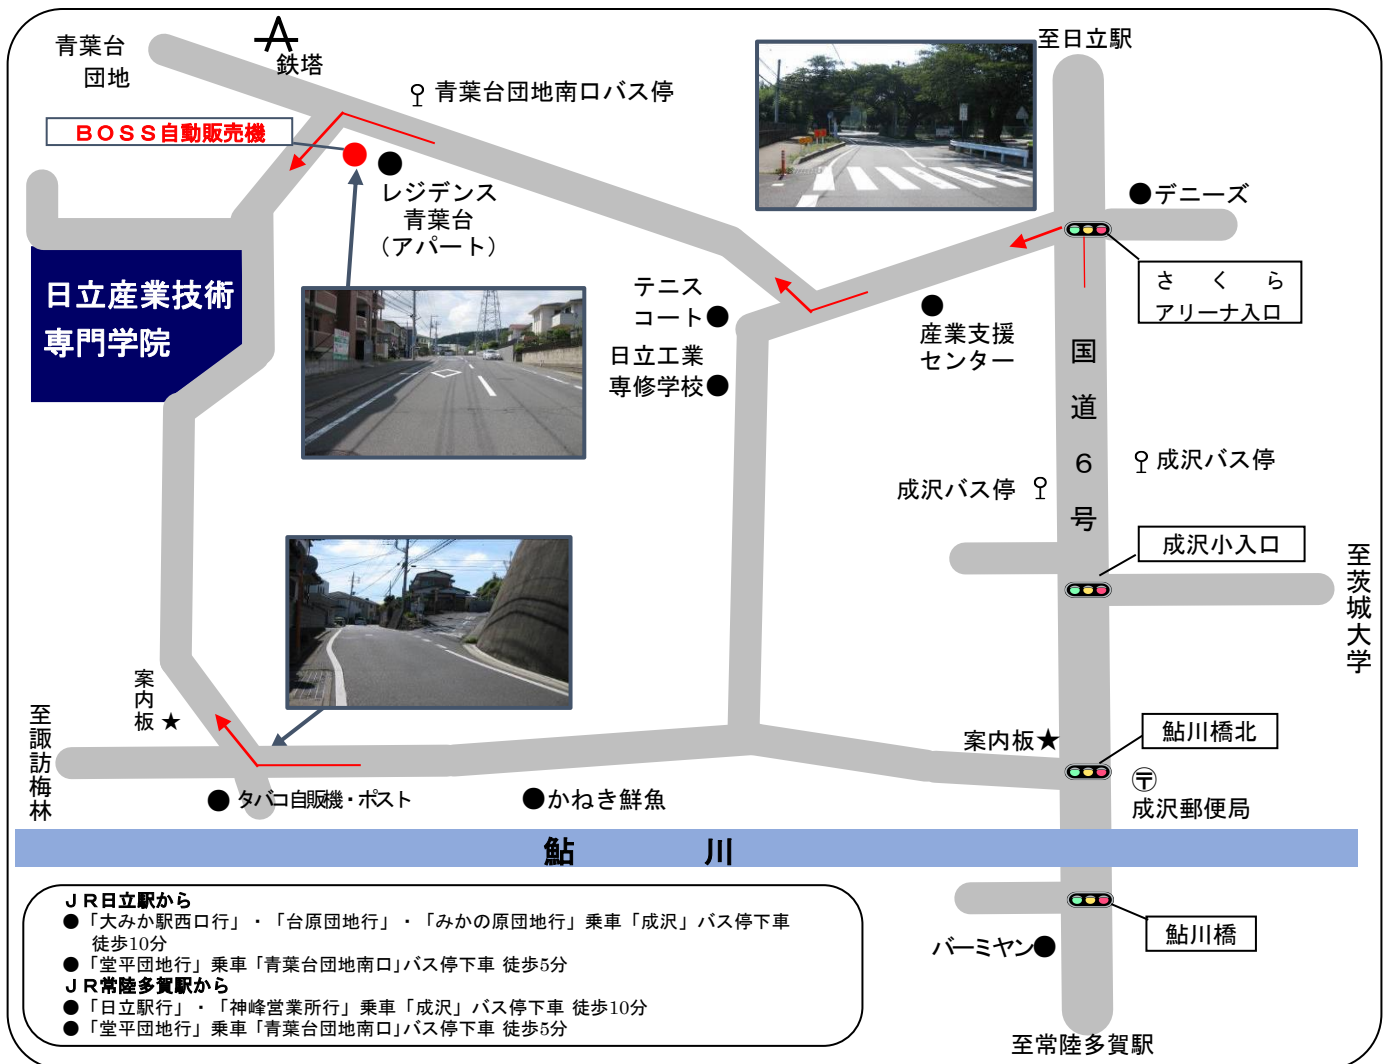 青葉台
団地
鉄塔
青葉台団地南口バス停
至日立駅
ＢＯＳＳ自動販売機
レジデンス
青葉台
（アパート）
デニーズ
さくら
アリーナ入口
日立産業技術
専門学院
テニス
コート
日立工業
専修学校
産業支援
センター
国道６号
成沢バス停
成沢バス停
成沢小入口
至茨城大学
案内板★
至諏訪梅林
案内板★
鮎川橋北
〒
成沢郵便局
タバコ自販機・ポスト
かねき鮮魚
鮎川
ＪＲ日立駅から
●「大みか駅西口行」・「台原団地行」・「みかの原団地行」乗車「成沢」バス停下車
徒歩10分
●「堂平団地行」乗車「青葉台団地南口」バス停下車 徒歩5分
ＪＲ常陸多賀駅から
●「日立駅行」・「神峰営業所行」乗車「成沢」バス停下車 徒歩10分
●「堂平団地行」乗車「青葉台団地南口」バス停下車 徒歩5分
鮎川橋
バーミヤン
至常陸多賀駅